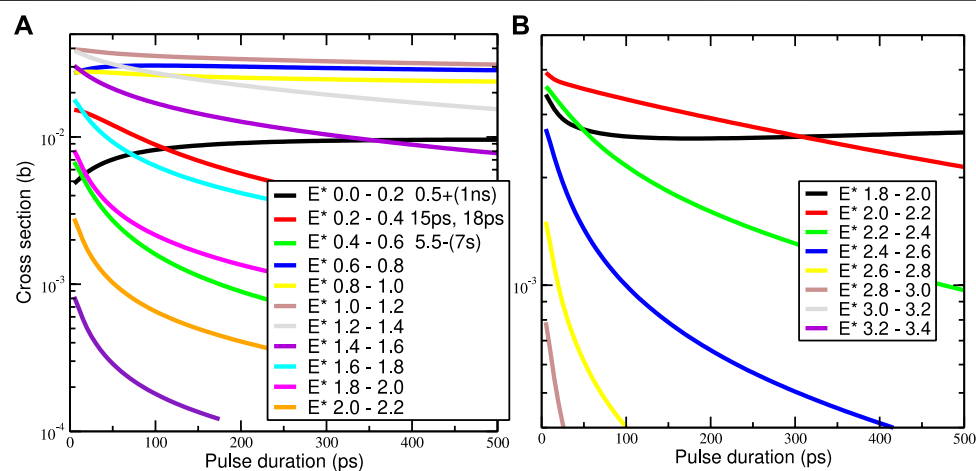 A
Cross section (b)
10^-2
10^-3
10^-4
0 100 200 300 400 500
Pulse duration (ps)
E* 0.0 - 0.2 0.5+(1ns)
E* 0.2 - 0.4 15ps, 18ps
E* 0.4 - 0.6 5.5-(7s)
E* 0.6 - 0.8
E* 0.8 - 1.0
E* 1.0 - 1.2
E* 1.2 - 1.4
E* 1.4 - 1.6
E* 1.6 - 1.8
E* 1.8 - 2.0
E* 2.0 - 2.2
B
10^-3
0 100 200 300 400 500
Pulse duration (ps)
E* 1.8 - 2.0
E* 2.0 - 2.2
E* 2.2 - 2.4
E* 2.4 - 2.6
E* 2.6 - 2.8
E* 2.8 - 3.0
E* 3.0 - 3.2
E* 3.2 - 3.4